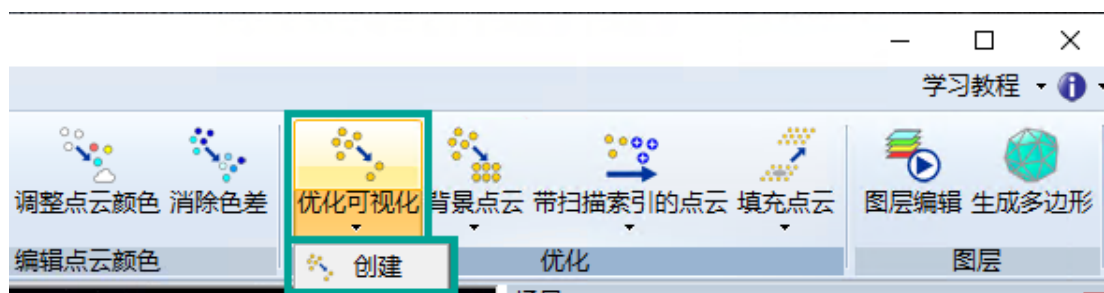 学习教程
调整点云颜色 消除色差 优化可视化 背景点云 带扫描索引的点云 填充点云 图层编辑 生成多边形
编辑点云颜色 优化 图层
创建